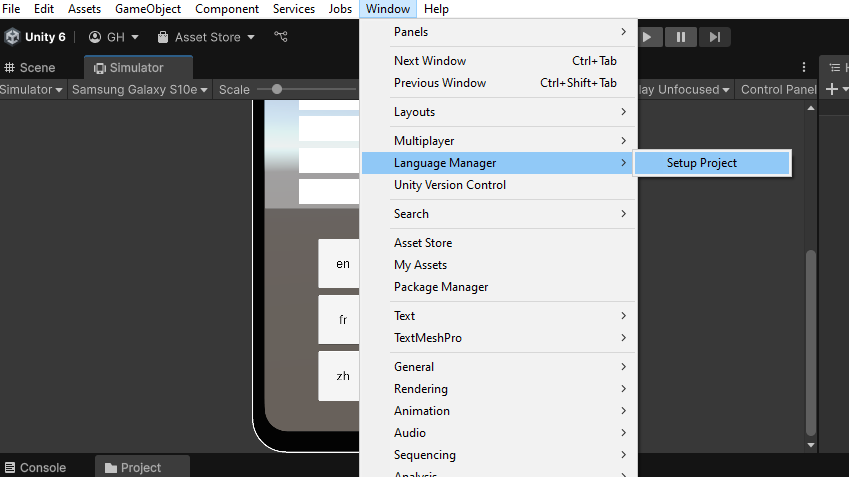 File Edit Assets GameObject Component Services Jobs Window Help
Unity 6 GH Asset Store
Scene Simulator
Simulator Samsung Galaxy S10e Scale lay Unfocused Control Panel
Panels
Next Window Ctrl+Tab
Previous Window Ctrl+Shift+Tab
Layouts
Multiplayer
Language Manager Setup Project
Unity Version Control
Search
Asset Store
My Assets
Package Manager
Text
TextMeshPro
General
Rendering
Animation
Audio
Sequencing
Analysis
en
fr
zh
Console Project